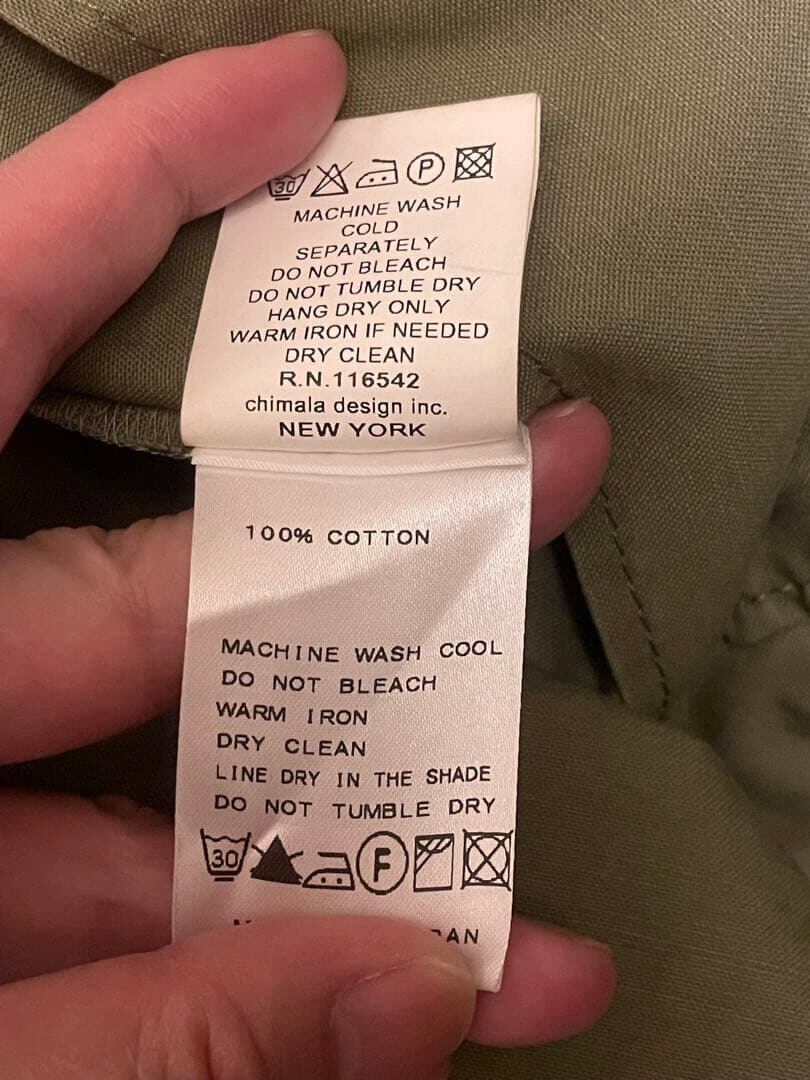 30 P
MACHINE WASH
COLD
SEPARATELY
DO NOT BLEACH
DO NOT TUMBLE DRY
HANG DRY ONLY
WARM IRON IF NEEDED
DRY CLEAN
R.N.116542
chimala design inc.
NEW YORK
100% COTTON
MACHINE WASH COOL
DO NOT BLEACH
WARM IRON
DRY CLEAN
LINE DRY IN THE SHADE
DO NOT TUMBLE DRY
30 F